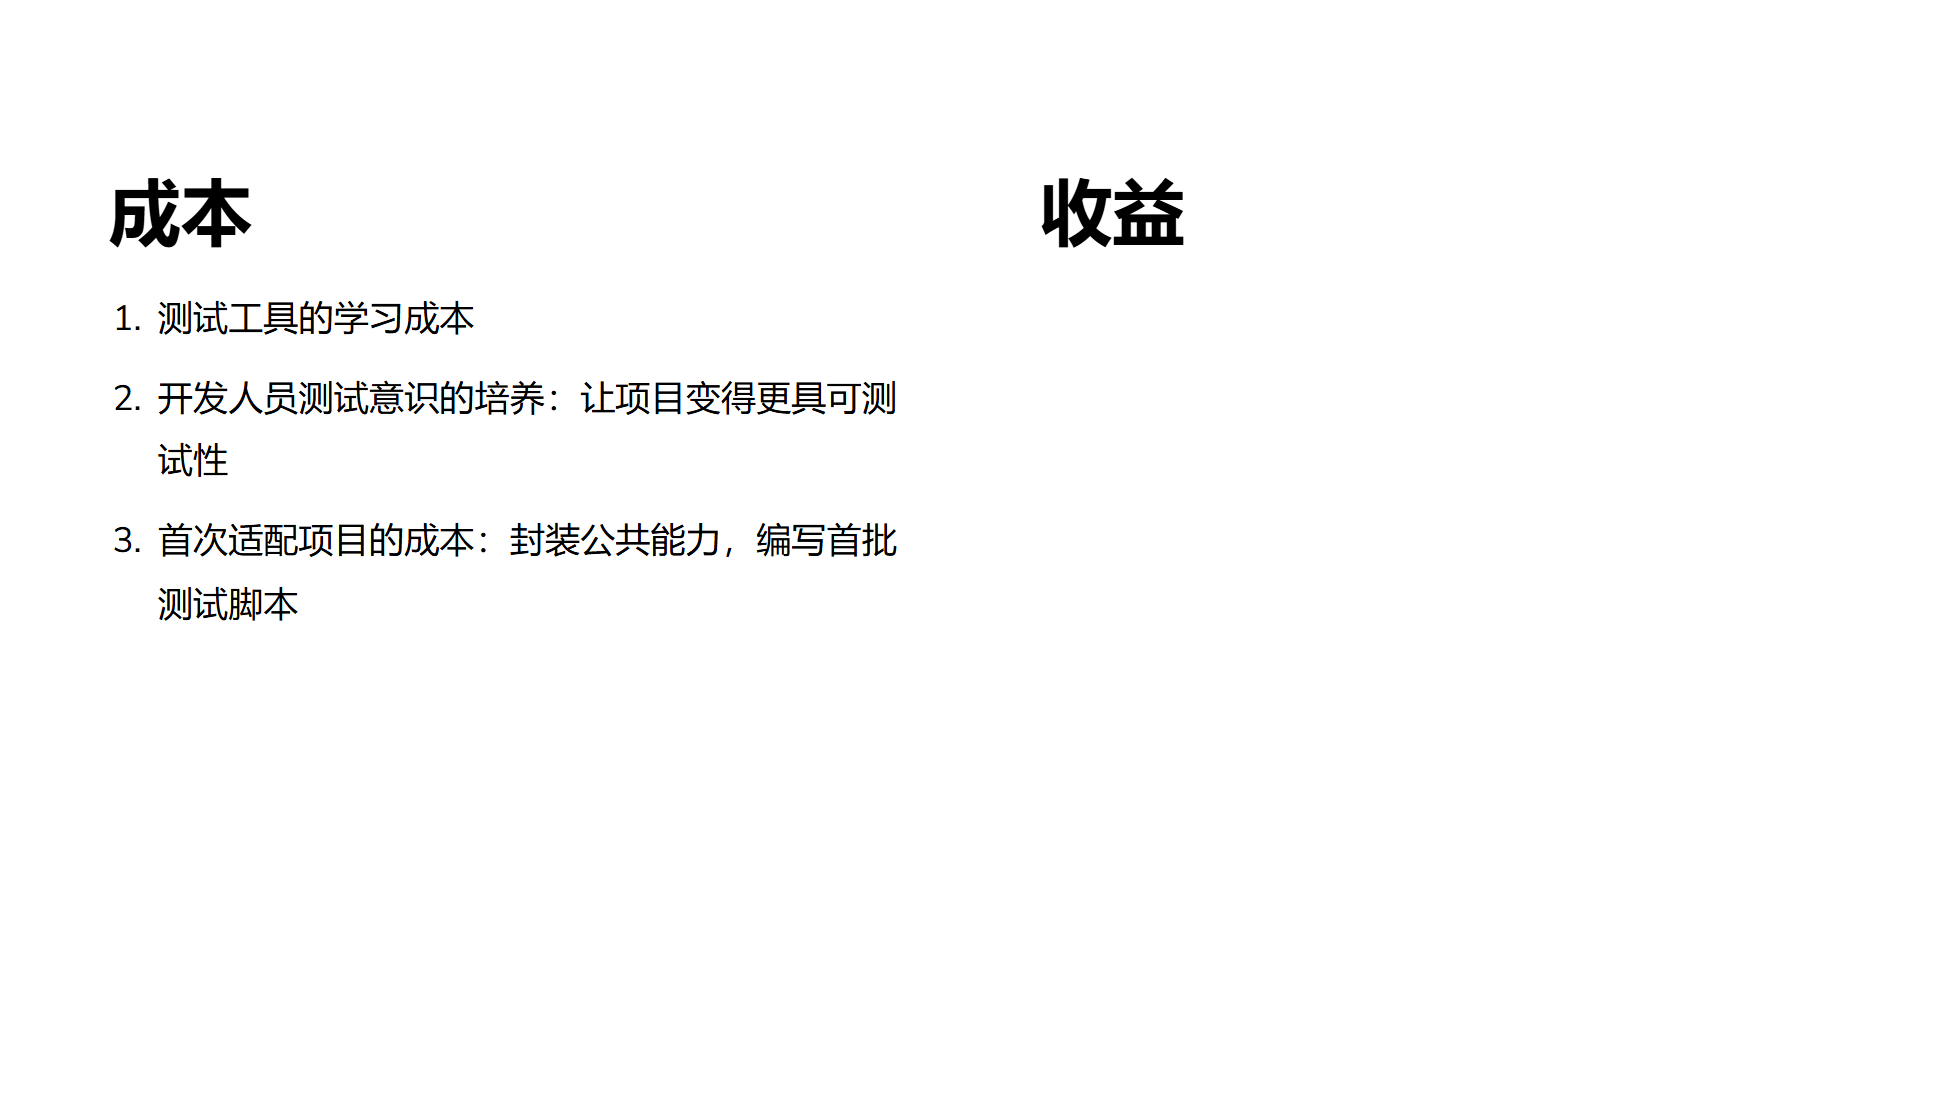 成本
1. 测试工具的学习成本
2. 开发人员测试意识的培养：让项目变得更具可测
试性
3. 首次适配项目的成本：封装公共能力，编写首批
测试脚本
收益